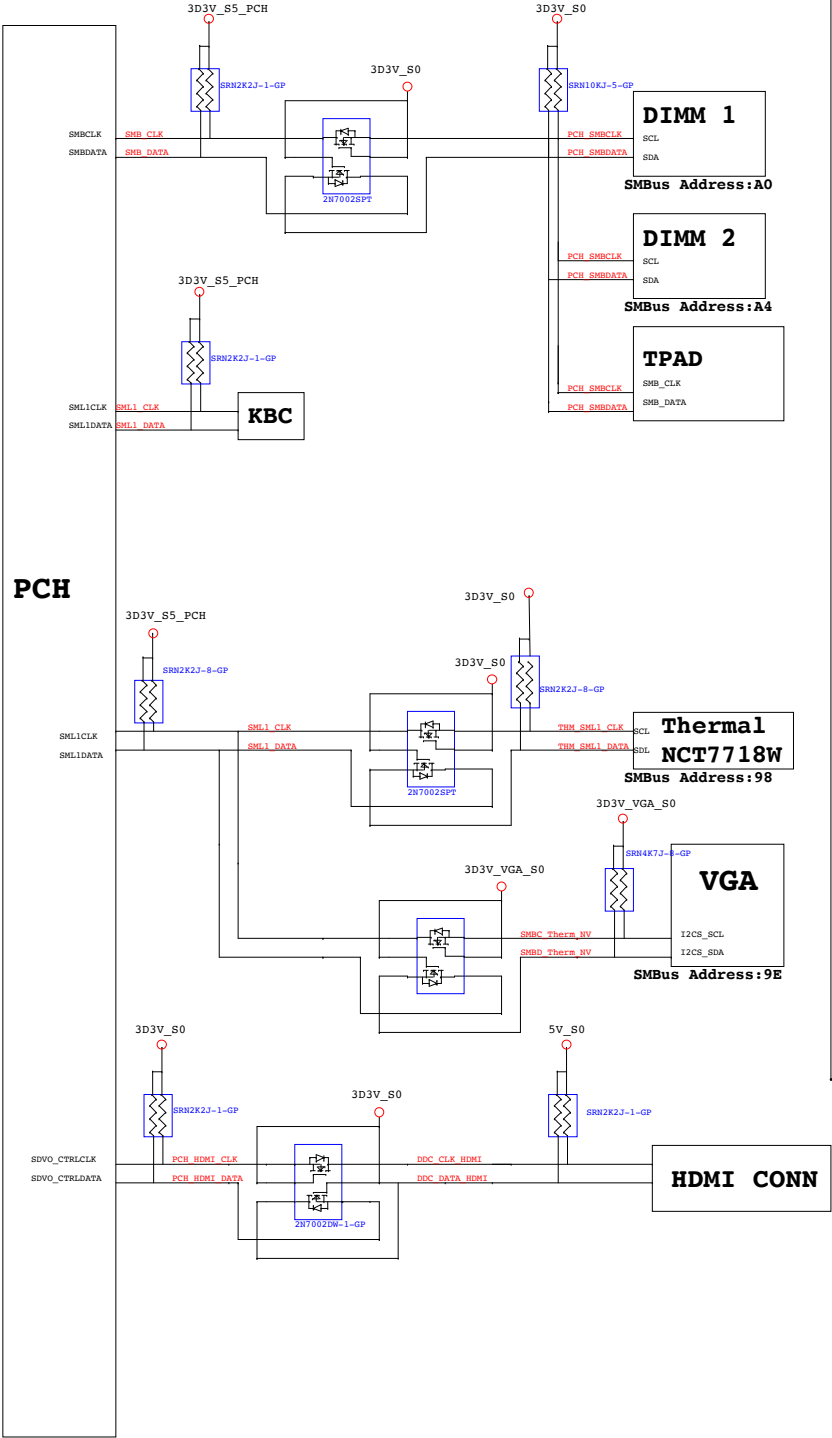 3D3V_S5_PCH
3D3V_S0
SRN2K2J-1-GP
3D3V_S0
SRN10KJ-5-GP
SMBCLK
SMB_CLK
SMBDATA
SMB_DATA
2N7002SPT
PCH_SMBCLK
PCH_SMBDATA
DIMM 1
SCL
SDA
SMBus Address:A0
DIMM 2
PCH_SMBCLK
SCL
PCH_SMBDATA
SDA
SMBus Address:A4
3D3V_S5_PCH
SRN2K2J-1-GP
TPAD
PCH_SMBCLK
SMB_CLK
PCH_SMBDATA
SMB_DATA
SML1CLK
SML1_CLK
SML1DATA
SML1_DATA
KBC
PCH
3D3V_S5_PCH
SRN2K2J-8-GP
3D3V_S0
3D3V_S0
SRN2K2J-8-GP
SML1CLK
SML1_CLK
SML1DATA
SML1_DATA
2N7002SPT
THM_SML1_CLK
THM_SML1_DATA
SCL
SDL
Thermal
NCT7718W
SMBus Address:98
3D3V_VGA_S0
SRN4K7J-8-GP
3D3V_VGA_S0
VGA
SMBC_Therm_NV
I2CS_SCL
SMBD_Therm_NV
I2CS_SDA
SMBus Address:9E
3D3V_S0
5V_S0
3D3V_S0
SRN2K2J-1-GP
SRN2K2J-1-GP
SDVO_CTRLCLK
PCH_HDMI_CLK
DDC_CLK_HDMI
SDVO_CTRLDATA
PCH_HDMI_DATA
DDC_DATA_HDMI
2N7002DW-1-GP
HDMI CONN